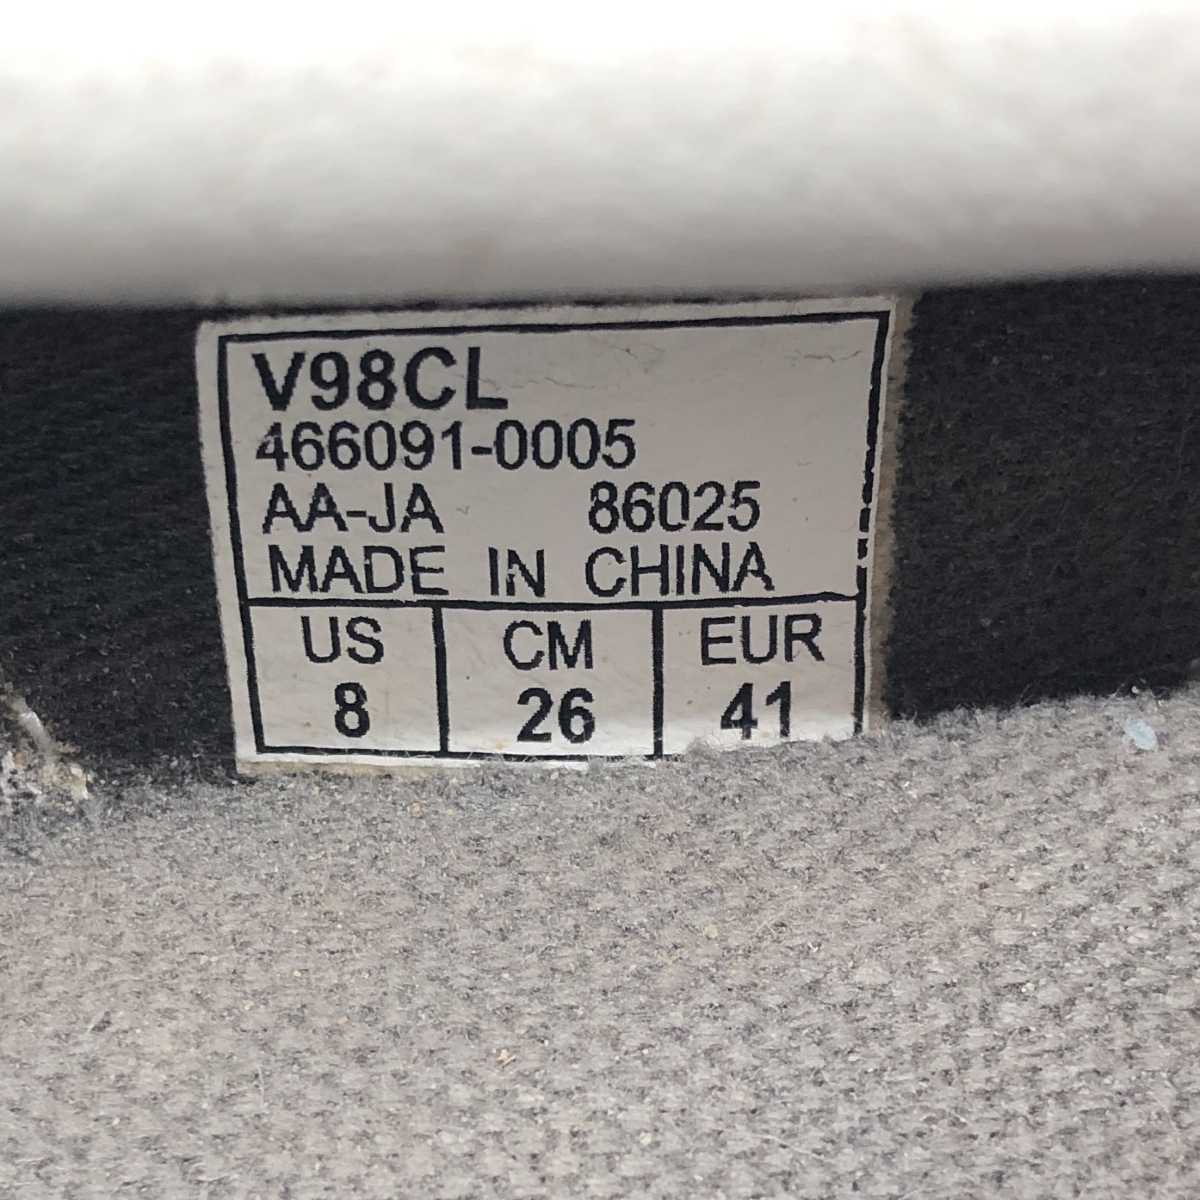 V98CL
466091-0005
AA-JA 86025
MADE IN CHINA
US CM EUR
8 26 41